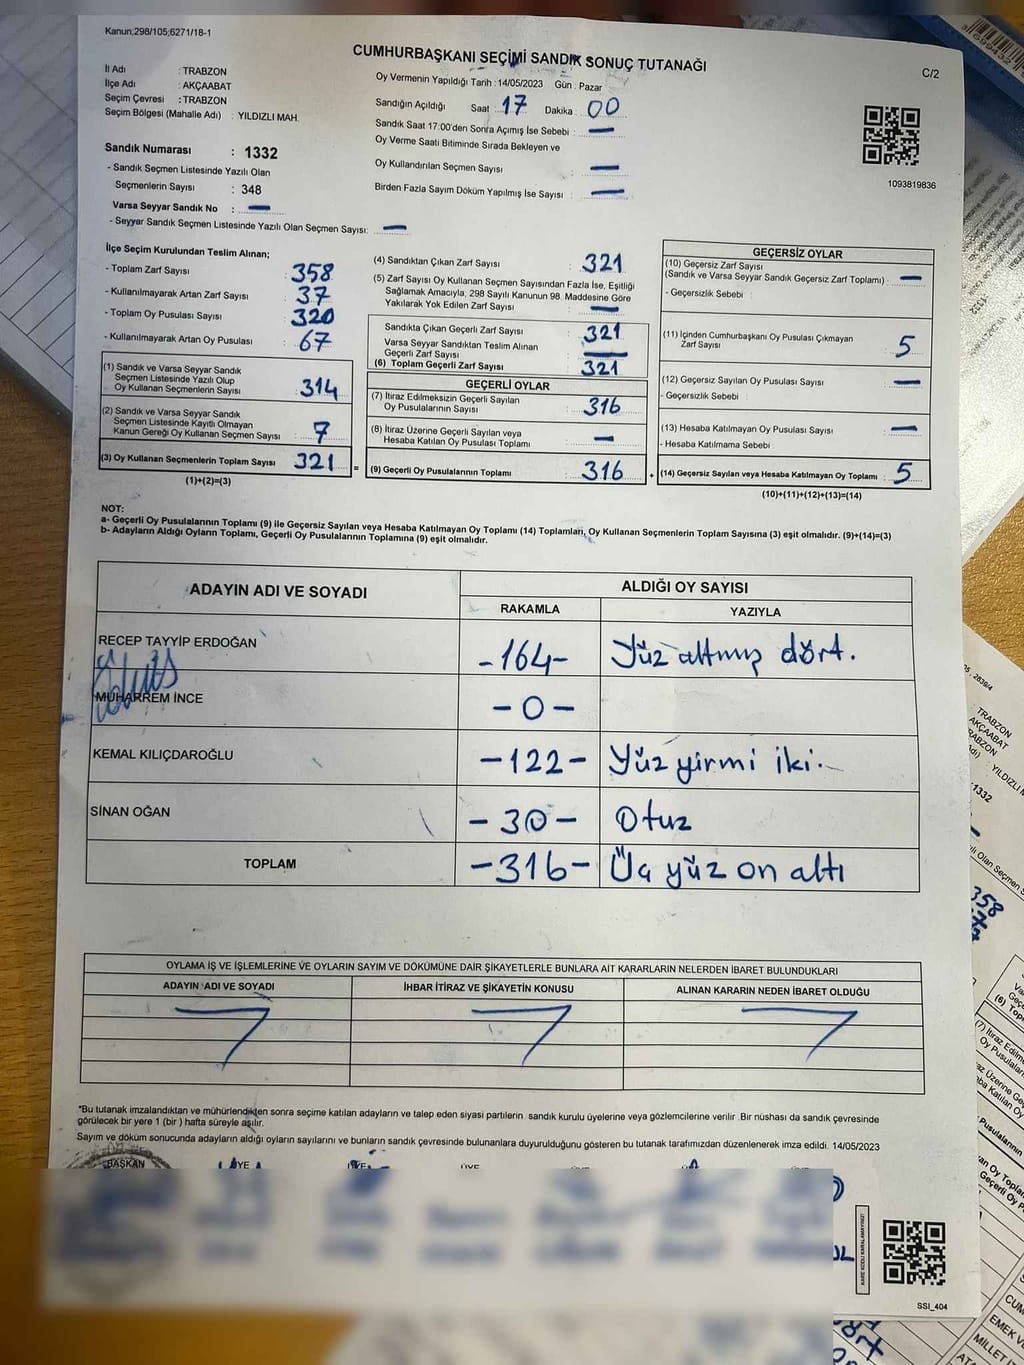 Kanun;298/105;6271/18-1
CUMHURBAŞKANI SEÇİMİ SANDIK SONUÇ TUTANAĞI
C/2
İl Adı : TRABZON
İlçe Adı : AKÇAABAT
Seçim Çevresi : TRABZON
Seçim Bölgesi (Mahalle Adı) : YILDIZLI MAH.
Sandık Numarası : 1332
- Sandık Seçmen Listesinde Yazılı Olan
Seçmenlerin Sayısı : 348
Varsa Seyyar Sandık No : —
- Seyyar Sandık Seçmen Listesinde Yazılı Olan Seçmen Sayısı: —
Oy Vermenin Yapıldığı Tarih : 14/05/2023 Gün : Pazar
Sandığın Açıldığı Saat : 17 Dakika : 00
Sandık Saat 17:00'den Sonra Açımış İse Sebebi : —
Oy Verme Saati Bitiminde Sırada Bekleyen ve
Oy Kullandırılan Seçmen Sayısı : —
Birden Fazla Sayım Döküm Yapılmış İse Sayısı : —
1093819836
İlçe Seçim Kurulundan Teslim Alınan;
- Toplam Zarf Sayısı : 358
- Kullanılmayarak Artan Zarf Sayısı : 37
- Toplam Oy Pusulası Sayısı : 320
- Kullanılmayarak Artan Oy Pusulası : 67
(1) Sandık ve Varsa Seyyar Sandık
Seçmen Listesinde Yazılı Olup
Oy Kullanan Seçmenlerin Sayısı : 314
(2) Sandık ve Varsa Seyyar Sandık
Seçmen Listesinde Kayıtlı Olmayan
Kanun Gereği Oy Kullanan Seçmen Sayısı : 7
(3) Oy Kullanan Seçmenlerin Toplam Sayısı : 321
(1)+(2)=(3)
=
(4) Sandıktan Çıkan Zarf Sayısı : 321
(5) Zarf Sayısı Oy Kullanan Seçmen Sayısından Fazla İse, Eşitliği
Sağlamak Amacıyla, 298 Sayılı Kanunun 98. Maddesine Göre
Yakılarak Yok Edilen Zarf Sayısı : —
Sandıkta Çıkan Geçerli Zarf Sayısı : 321
Varsa Seyyar Sandıktan Teslim Alınan
Geçerli Zarf Sayısı : —
(6) Toplam Geçerli Zarf Sayısı : 321
GEÇERLİ OYLAR
(7) İtiraz Edilmeksizin Geçerli Sayılan
Oy Pusulalarının Sayısı : 316
(8) İtiraz Üzerine Geçerli Sayılan veya
Hesaba Katılan Oy Pusulası Toplamı : —
(9) Geçerli Oy Pusulalarının Toplamı : 316
+
GEÇERSİZ OYLAR
(10) Geçersiz Zarf Sayısı
(Sandık ve Varsa Seyyar Sandık Geçersiz Zarf Toplamı) : —
- Geçersizlik Sebebi :
(11) İçinden Cumhurbaşkanı Oy Pusulası Çıkmayan
Zarf Sayısı : 5
(12) Geçersiz Sayılan Oy Pusulası Sayısı : —
- Geçersizlik Sebebi :
(13) Hesaba Katılmayan Oy Pusulası Sayısı : —
- Hesaba Katılmama Sebebi :
(14) Geçersiz Sayılan veya Hesaba Katılmayan Oy Toplamı : 5
(10)+(11)+(12)+(13)=(14)
NOT:
a- Geçerli Oy Pusulalarının Toplamı (9) ile Geçersiz Sayılan veya Hesaba Katılmayan Oy Toplamı (14) Toplamları, Oy Kullanan Seçmenlerin Toplam Sayısına (3) eşit olmalıdır. (9)+(14)=(3)
b- Adayların Aldığı Oyların Toplamı, Geçerli Oy Pusulalarının Toplamına (9) eşit olmalıdır.
ADAYIN ADI VE SOYADI
ALDIĞI OY SAYISI
RAKAMLA YAZIYLA
RECEP TAYYİP ERDOĞAN -164- Yüz altmış dört.
MUHARREM İNCE -0-
KEMAL KILIÇDAROĞLU -122- Yüz yirmi iki.
SİNAN OĞAN -30- Otuz
TOPLAM -316- Üç yüz on altı
OYLAMA İŞ VE İŞLEMLERİNE VE OYLARIN SAYIM VE DÖKÜMÜNE DAİR ŞİKAYETLERLE BUNLARA AİT KARARLARIN NELERDEN İBARET BULUNDUKLARI
ADAYIN ADI VE SOYADI İHBAR İTİRAZ VE ŞİKAYETİN KONUSU ALINAN KARARIN NEDEN İBARET OLDUĞU
*Bu tutanak imzalandıktan ve mühürlendikten sonra seçime katılan adayların ve talep eden siyasi partilerin sandık kurulu üyelerine veya gözlemcilerine verilir .Bir nüshası da sandık çevresinde
görülecek bir yere 1 (bir ) hafta süreyle asılır.
Sayım ve döküm sonucunda adayların aldığı oyların sayılarını ve bunların sandık çevresinde bulunanlara duyurulduğunu gösteren bu tutanak tarafımızdan düzenlenerek imza edildi. 14/05/2023
BAŞKAN ÜYE ÜYE ÜYE
KARE KODU KARALAMAYINIZ!
SSI_404
TRABZON
AKÇAABAT
YILDIZLI
1332
358